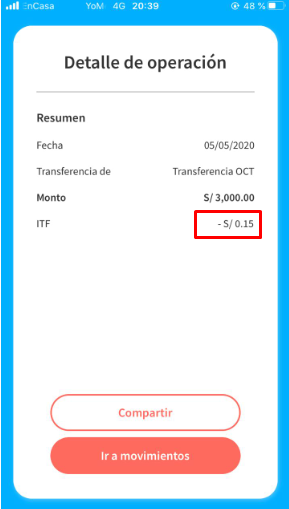 EnCasa YoM 4G 20:39 48 %
Detalle de operación
Resumen
Fecha 05/05/2020
Transferencia de Transferencia OCT
Monto S/ 3,000.00
ITF - S/ 0.15
Compartir
Ir a movimientos